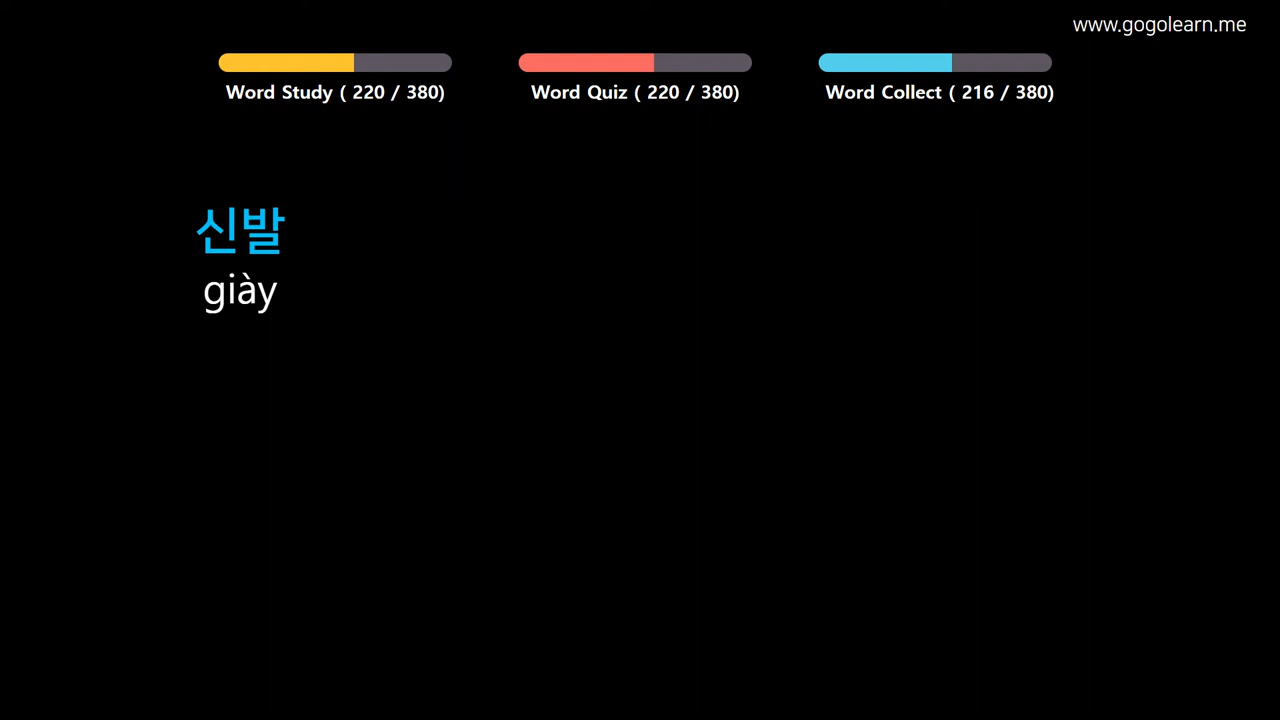 www.gogolearn.me
Word Study ( 220 / 380)
Word Quiz ( 220 / 380)
Word Collect ( 216 / 380)
신발
giày